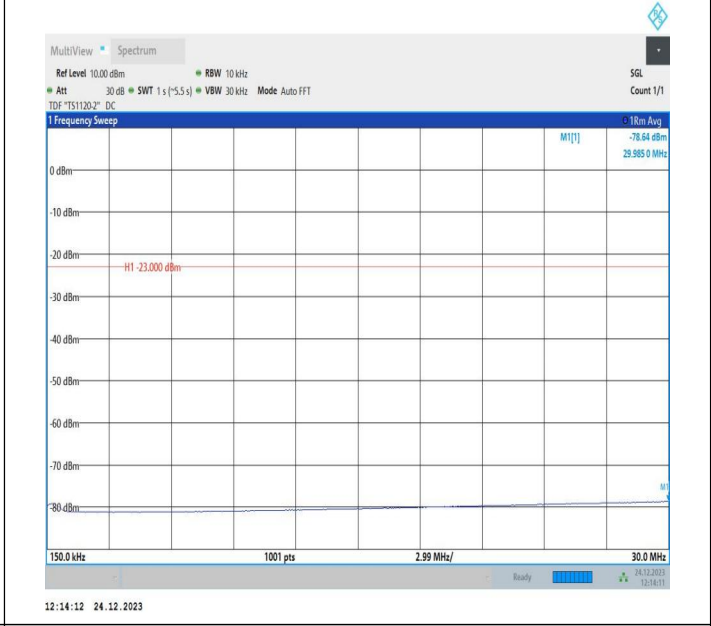 R S
MultiView Spectrum
Ref Level 10.00 dBm RBW 10 kHz SGL
Att 30 dB SWT 1 s (~5.5 s) VBW 30 kHz Mode Auto FFT Count 1/1
TDF "TS1120-2" DC
1 Frequency Sweep 1Rm Avg
M1[1] -78.64 dBm
29.985 0 MHz
0 dBm
-10 dBm
-20 dBm
H1 -23.000 dBm
-30 dBm
-40 dBm
-50 dBm
-60 dBm
-70 dBm
M1
-80 dBm
150.0 kHz 1001 pts 2.99 MHz/ 30.0 MHz
Ready 24.12.2023
12:14:11
12:14:12 24.12.2023